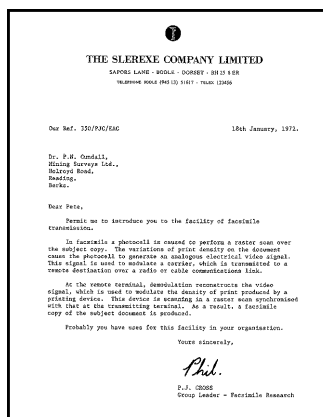 THE SLEREXE COMPANY LIMITED
SAPORS LANE - BOOLE - DORSET - BH 25 8 ER
TELEPHONE BOOLE (945 13) 51617 - TELEX 123456
Our Ref. 350/PJC/EAC 18th January, 1972.
Dr. P.N. Cundall,
Mining Surveys Ltd.,
Holroyd Road,
Reading,
Berks.
Dear Pete,
Permit me to introduce you to the facility of facsimile
transmission.
In facsimile a photocell is caused to perform a raster scan over
the subject copy. The variations of print density on the document
cause the photocell to generate an analogous electrical video signal.
This signal is used to modulate a carrier, which is transmitted to a
remote destination over a radio or cable communications link.
At the remote terminal, demodulation reconstructs the video
signal, which is used to modulate the density of print produced by a
printing device. This device is scanning in a raster scan synchronised
with that at the transmitting terminal. As a result, a facsimile
copy of the subject document is produced.
Probably you have uses for this facility in your organisation.
Yours sincerely,
Phil.
P.J. CROSS
Group Leader - Facsimile Research